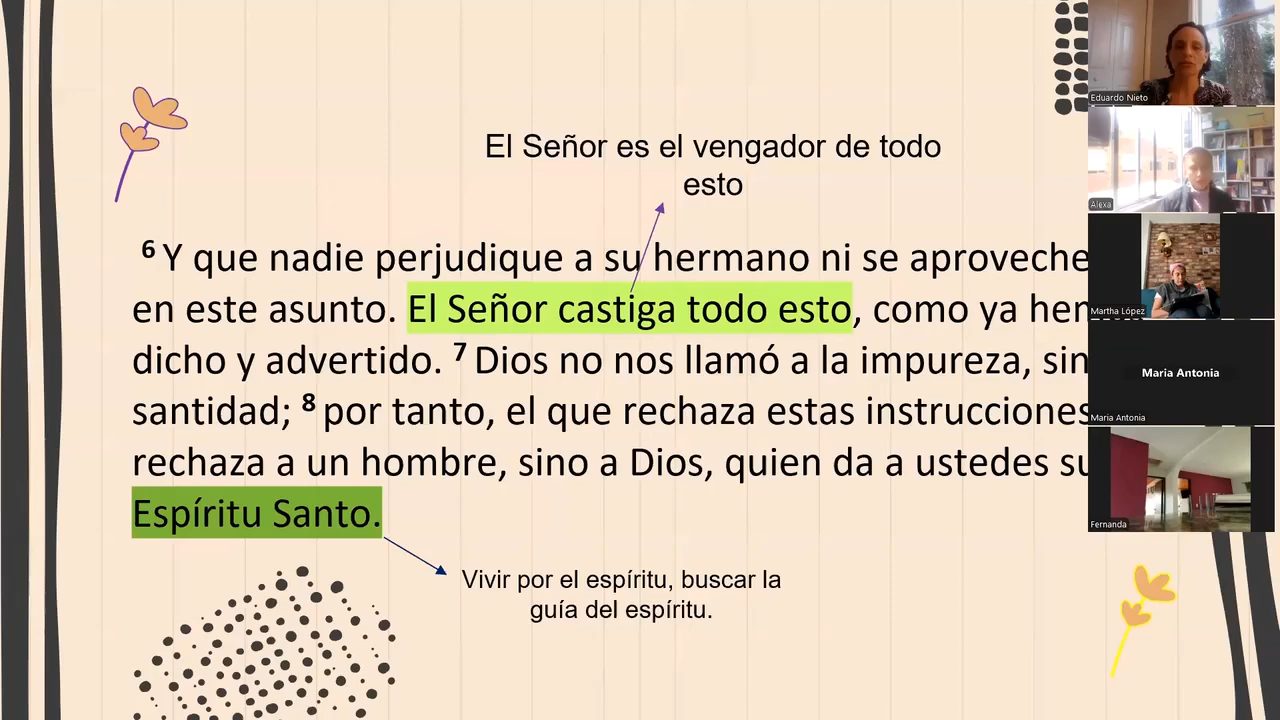 El Señor es el vengador de todo
esto
6 Y que nadie perjudique a su hermano ni se aproveche
en este asunto. El Señor castiga todo esto, como ya
dicho y advertido. 7 Dios no nos llamó a la impureza,
santidad; 8 por tanto, el que rechaza estas instrucciones
rechaza a un hombre, sino a Dios, quien da a ustedes
Espíritu Santo.
Vivir por el espíritu, buscar la
guía del espíritu.
Eduardo Nieto
Alexa
Martha López
Maria Antonia
Maria Antonia
Fernanda